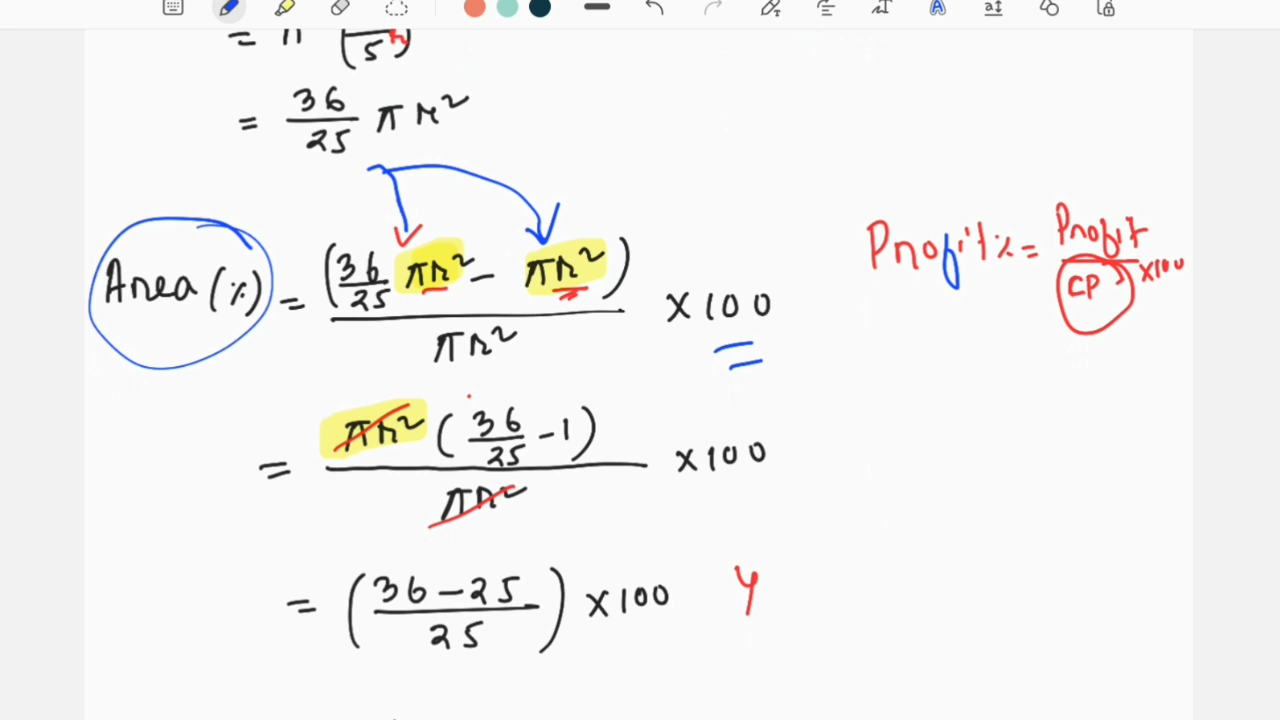 = π (/5 r)
= 36/25 πr²
Area (%) = (36/25 πr² - πr²)/πr² × 100
Profit % = Profit/CP ×100
= πr² (36/25 - 1)/πr² ×100
= (36-25/25) ×100 4